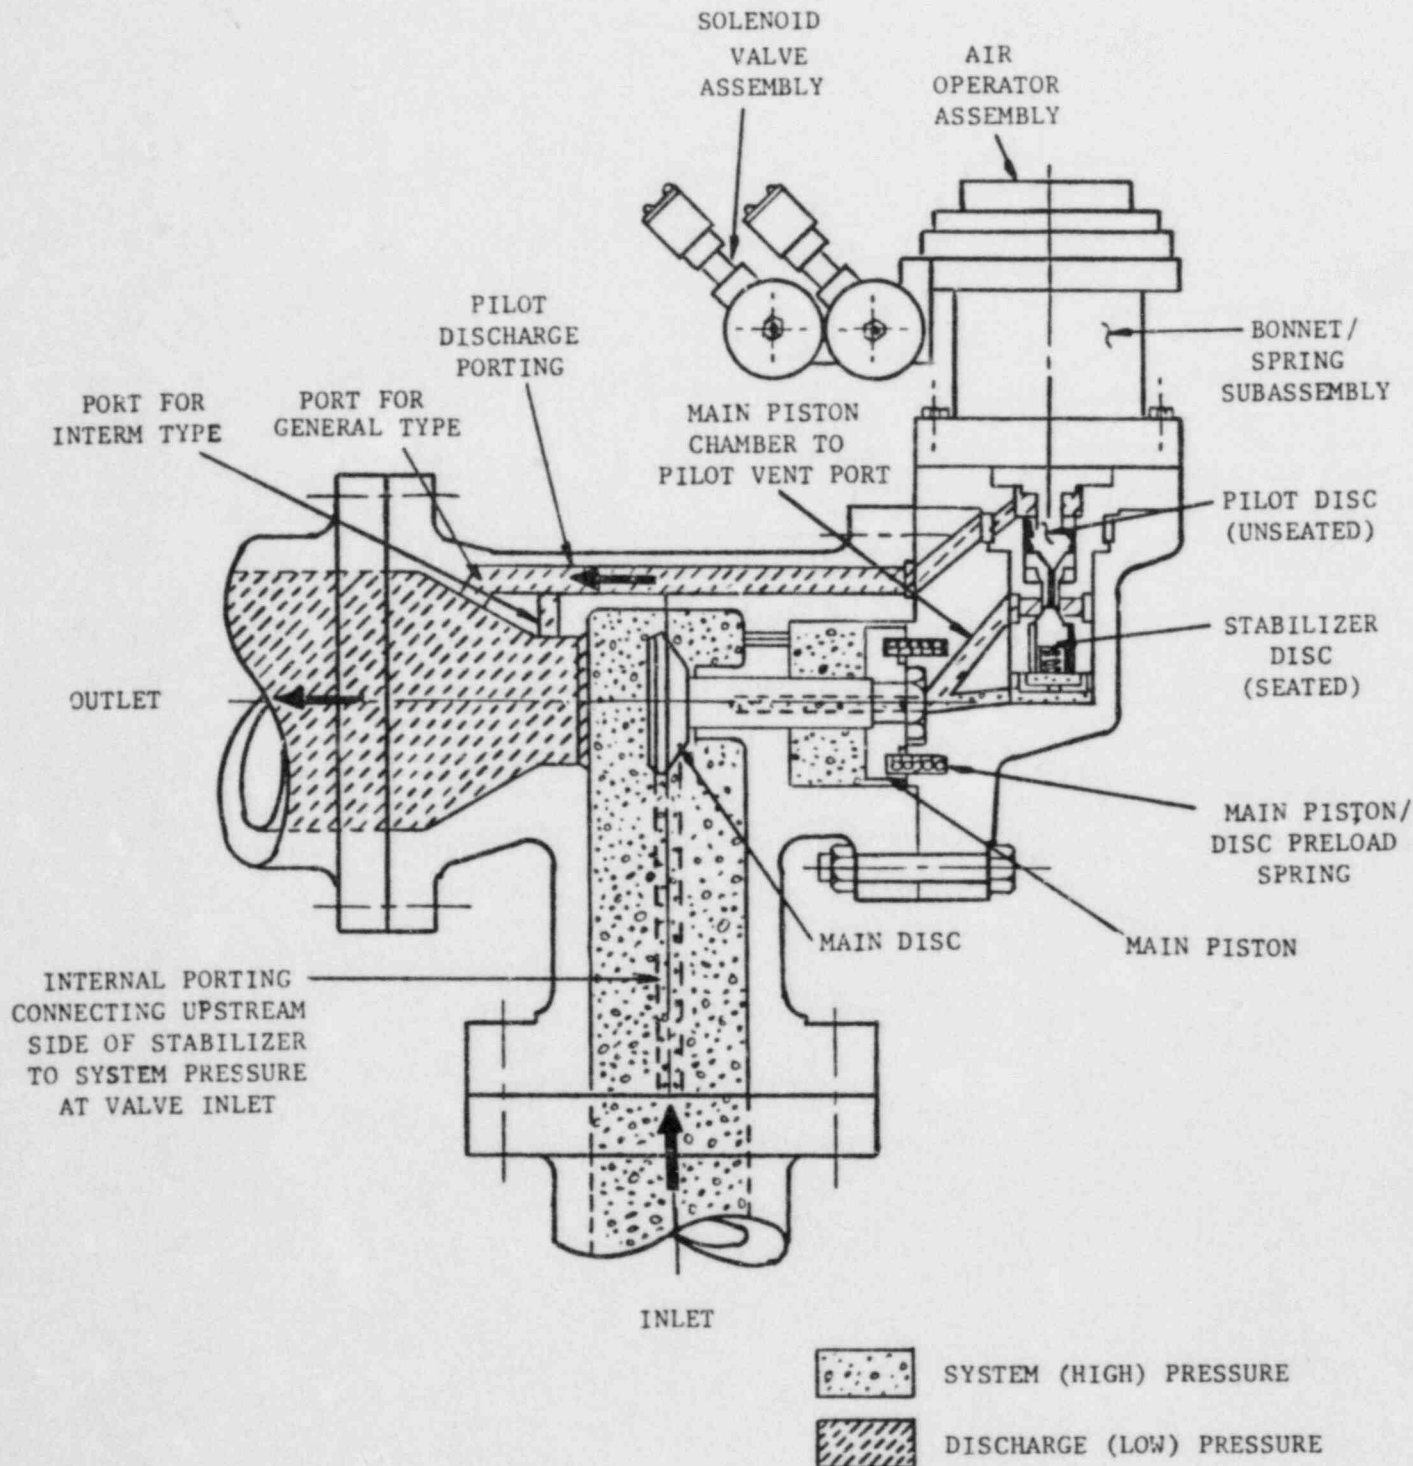 SOLENOID
VALVE
ASSEMBLY
AIR
OPERATOR
ASSEMBLY
PILOT
DISCHARGE
PORTING
BONNET/
SPRING
SUBASSEMBLY
PORT FOR
INTERM TYPE
PORT FOR
GENERAL TYPE
MAIN PISTON
CHAMBER TO
PILOT VENT PORT
PILOT DISC
(UNSEATED)
STABILIZER
DISC
(SEATED)
OUTLET
MAIN PISTON/
DISC PRELOAD
SPRING
MAIN DISC
MAIN PISTON
INTERNAL PORTING
CONNECTING UPSTREAM
SIDE OF STABILIZER
TO SYSTEM PRESSURE
AT VALVE INLET
INLET
SYSTEM (HIGH) PRESSURE
DISCHARGE (LOW) PRESSURE